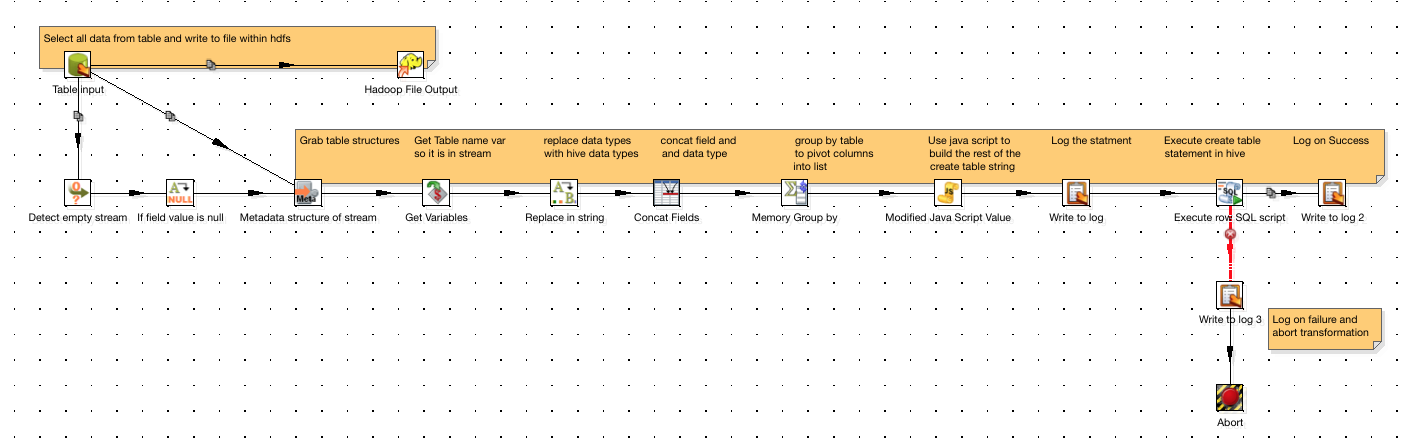 Select all data from table and write to file within hdfs
Table input
Hadoop File Output
Grab table structures
Get Table name var
so it is in stream
replace data types
with hive data types
concat field and
and data type
group by table
to pivot columns
into list
Use java script to
build the rest of the
create table string
Log the statment
Execute create table
statement in hive
Log on Success
Detect empty stream
NULL
If field value is null
Meta
Metadata structure of stream
Get Variables
Replace in string
Concat Fields
Memory Group by
JS
Modified Java Script Value
Write to log
SQL
Execute row SQL script
Write to log 2
Write to log 3
Log on failure and
abort transformation
Abort